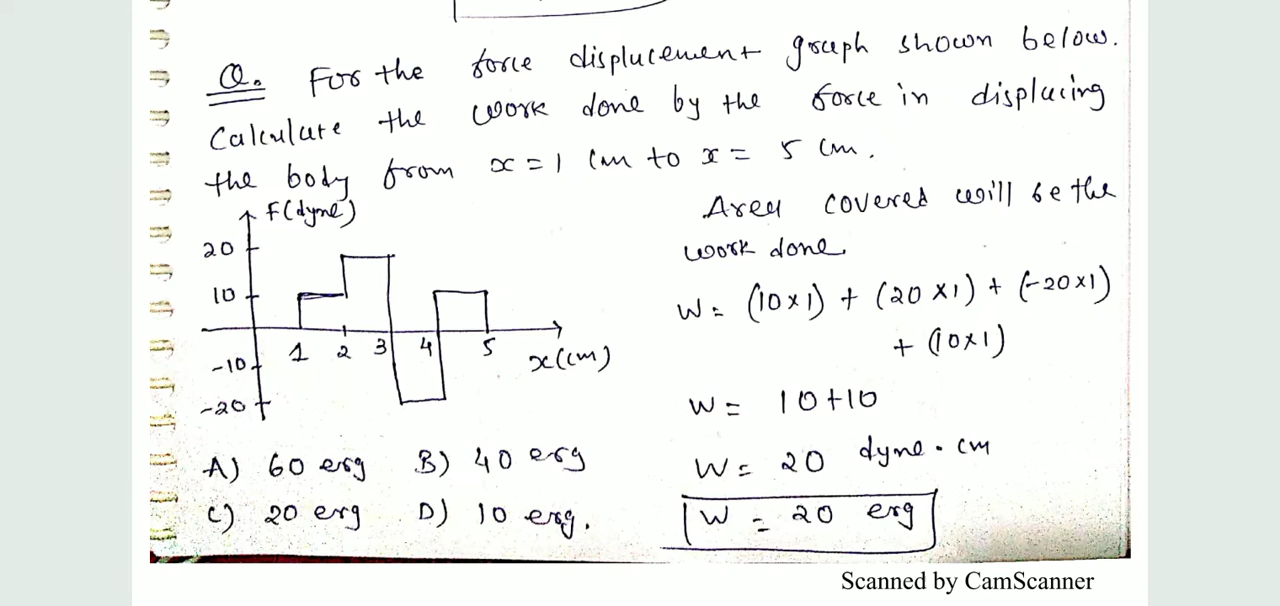 Q. For the force displacement graph shown below.
Calculate the work done by the force in displacing
the body from x = 1 cm to x = 5 cm.
F(dyne)
20
10
-10
-20
1 2 3 4 5
x(cm)
A) 60 erg B) 40 erg
C) 20 erg D) 10 erg.
Area covered will be the
work done
W = (10×1) + (20×1) + (-20×1)
+ (10×1)
W = 10+10
W = 20 dyne.cm
W = 20 erg
Scanned by CamScanner